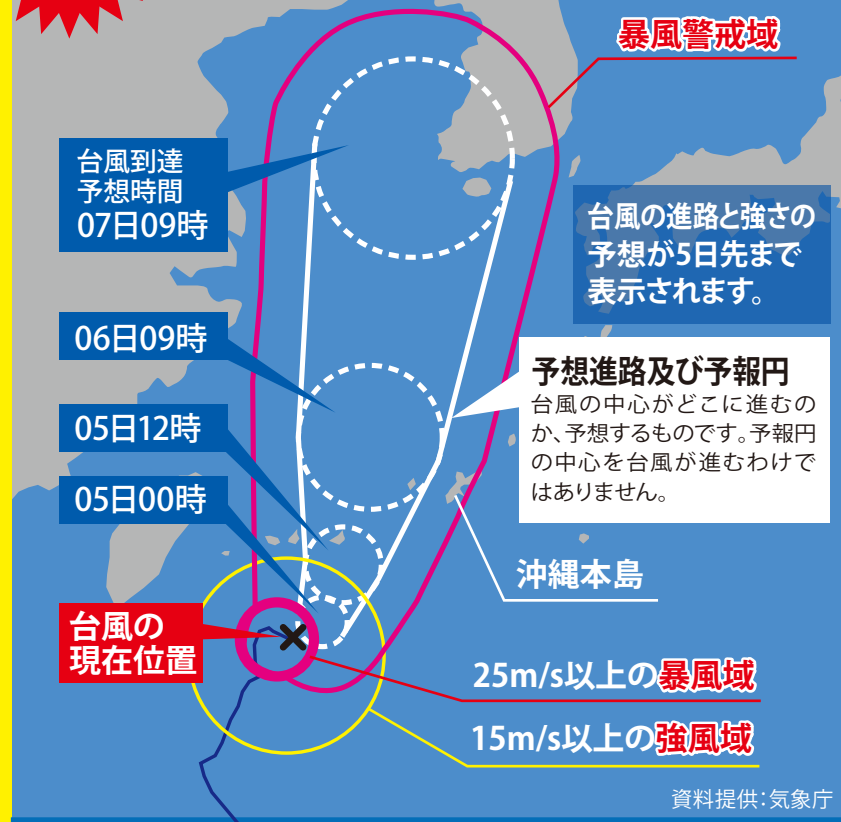 暴風警戒域
台風到達
予想時間
07日09時
台風の進路と強さの
予想が5日先まで
表示されます。
06日09時
予想進路及び予報円
台風の中心がどこに進むの
か、予想するものです。予報円
の中心を台風が進むわけで
はありません。
05日12時
05日00時
沖縄本島
台風の
現在位置
25m/s以上の暴風域
15m/s以上の強風域
資料提供:気象庁